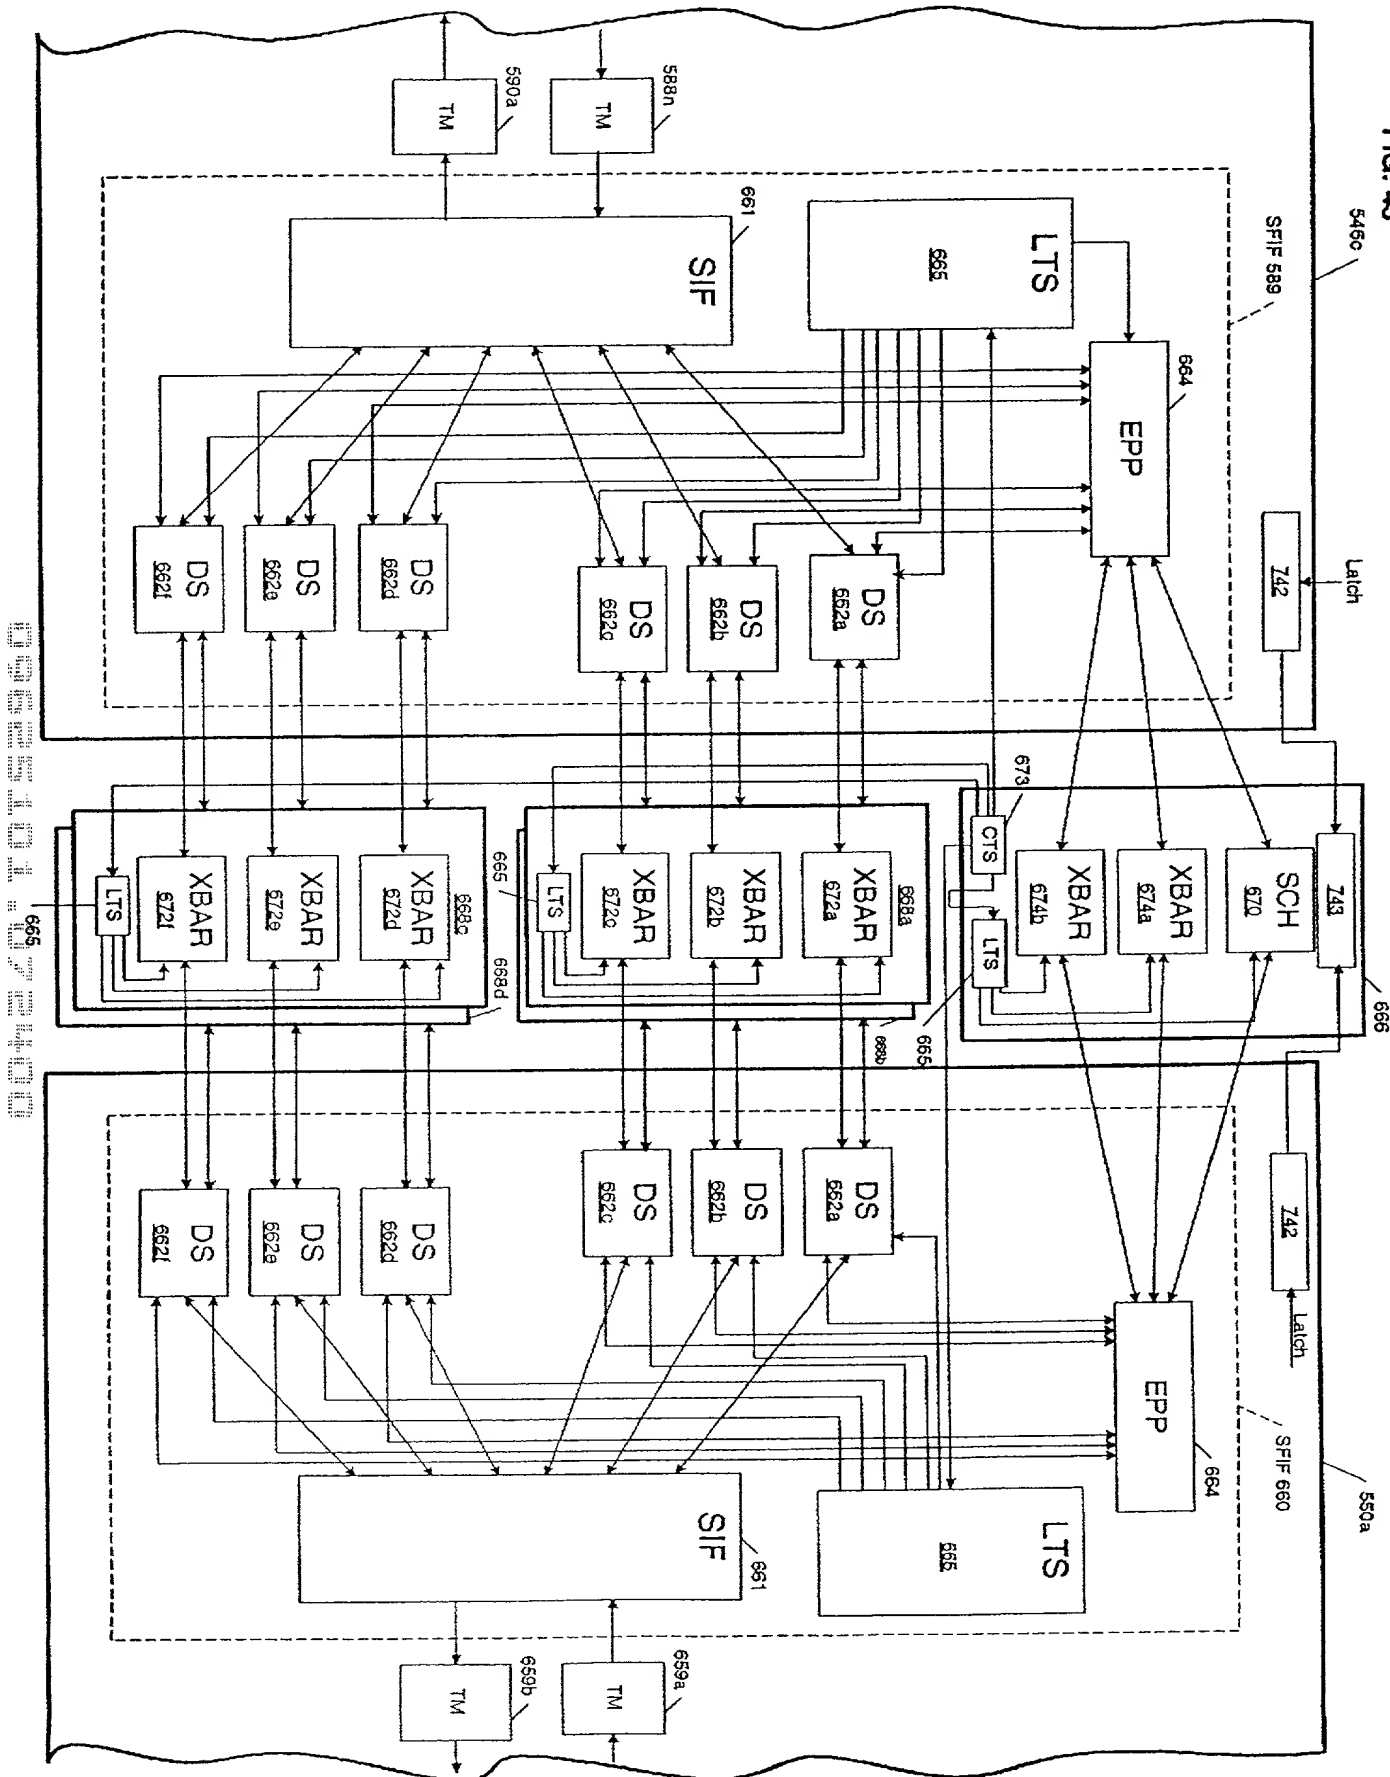 546c
SFIF 589
588n
TM
590a
TM
661
SIF
LTS
665
664
EPP
742
Latch
DS
662a
DS
662b
DS
662c
DS
662d
DS
662e
DS
662f
666
743
SCH
670
XBAR
674a
XBAR
674b
673
CTS
LTS
665
668a
XBAR
672a
XBAR
672b
XBAR
672c
LTS
665
668b
668c
XBAR
672d
XBAR
672e
XBAR
672f
LTS
665
668d
550a
SFIF 660
742
Latch
664
EPP
DS
662a
DS
662b
DS
662c
DS
662d
DS
662e
DS
662f
LTS
665
SIF
661
659a
TM
659b
TM